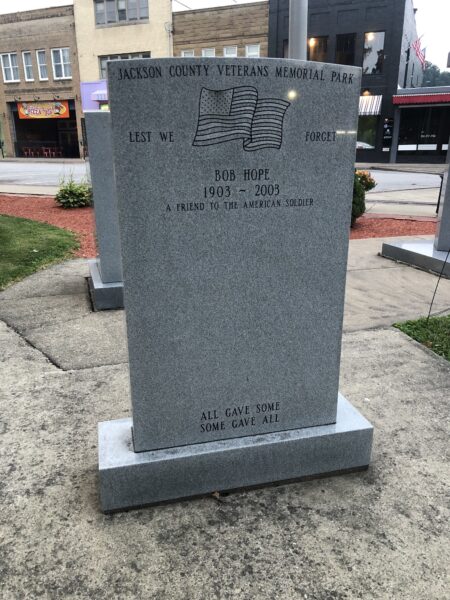 JACKSON COUNTY VETERANS MEMORIAL PARK
LEST WE FORGET
BOB HOPE
1903 ~ 2003
A FRIEND TO THE AMERICAN SOLDIER
ALL GAVE SOME
SOME GAVE ALL